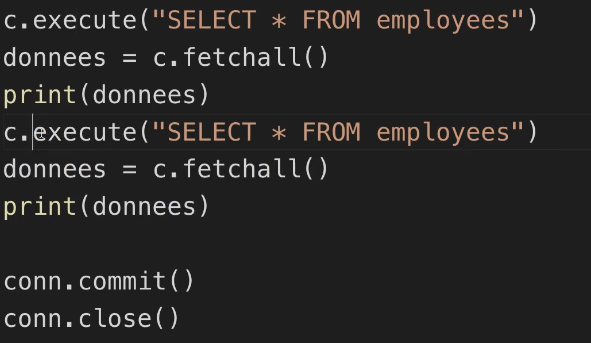 c.execute("SELECT * FROM employees")
donnees = c.fetchall()
print(donnees)
c.execute("SELECT * FROM employees")
donnees = c.fetchall()
print(donnees)
conn.commit()
conn.close()